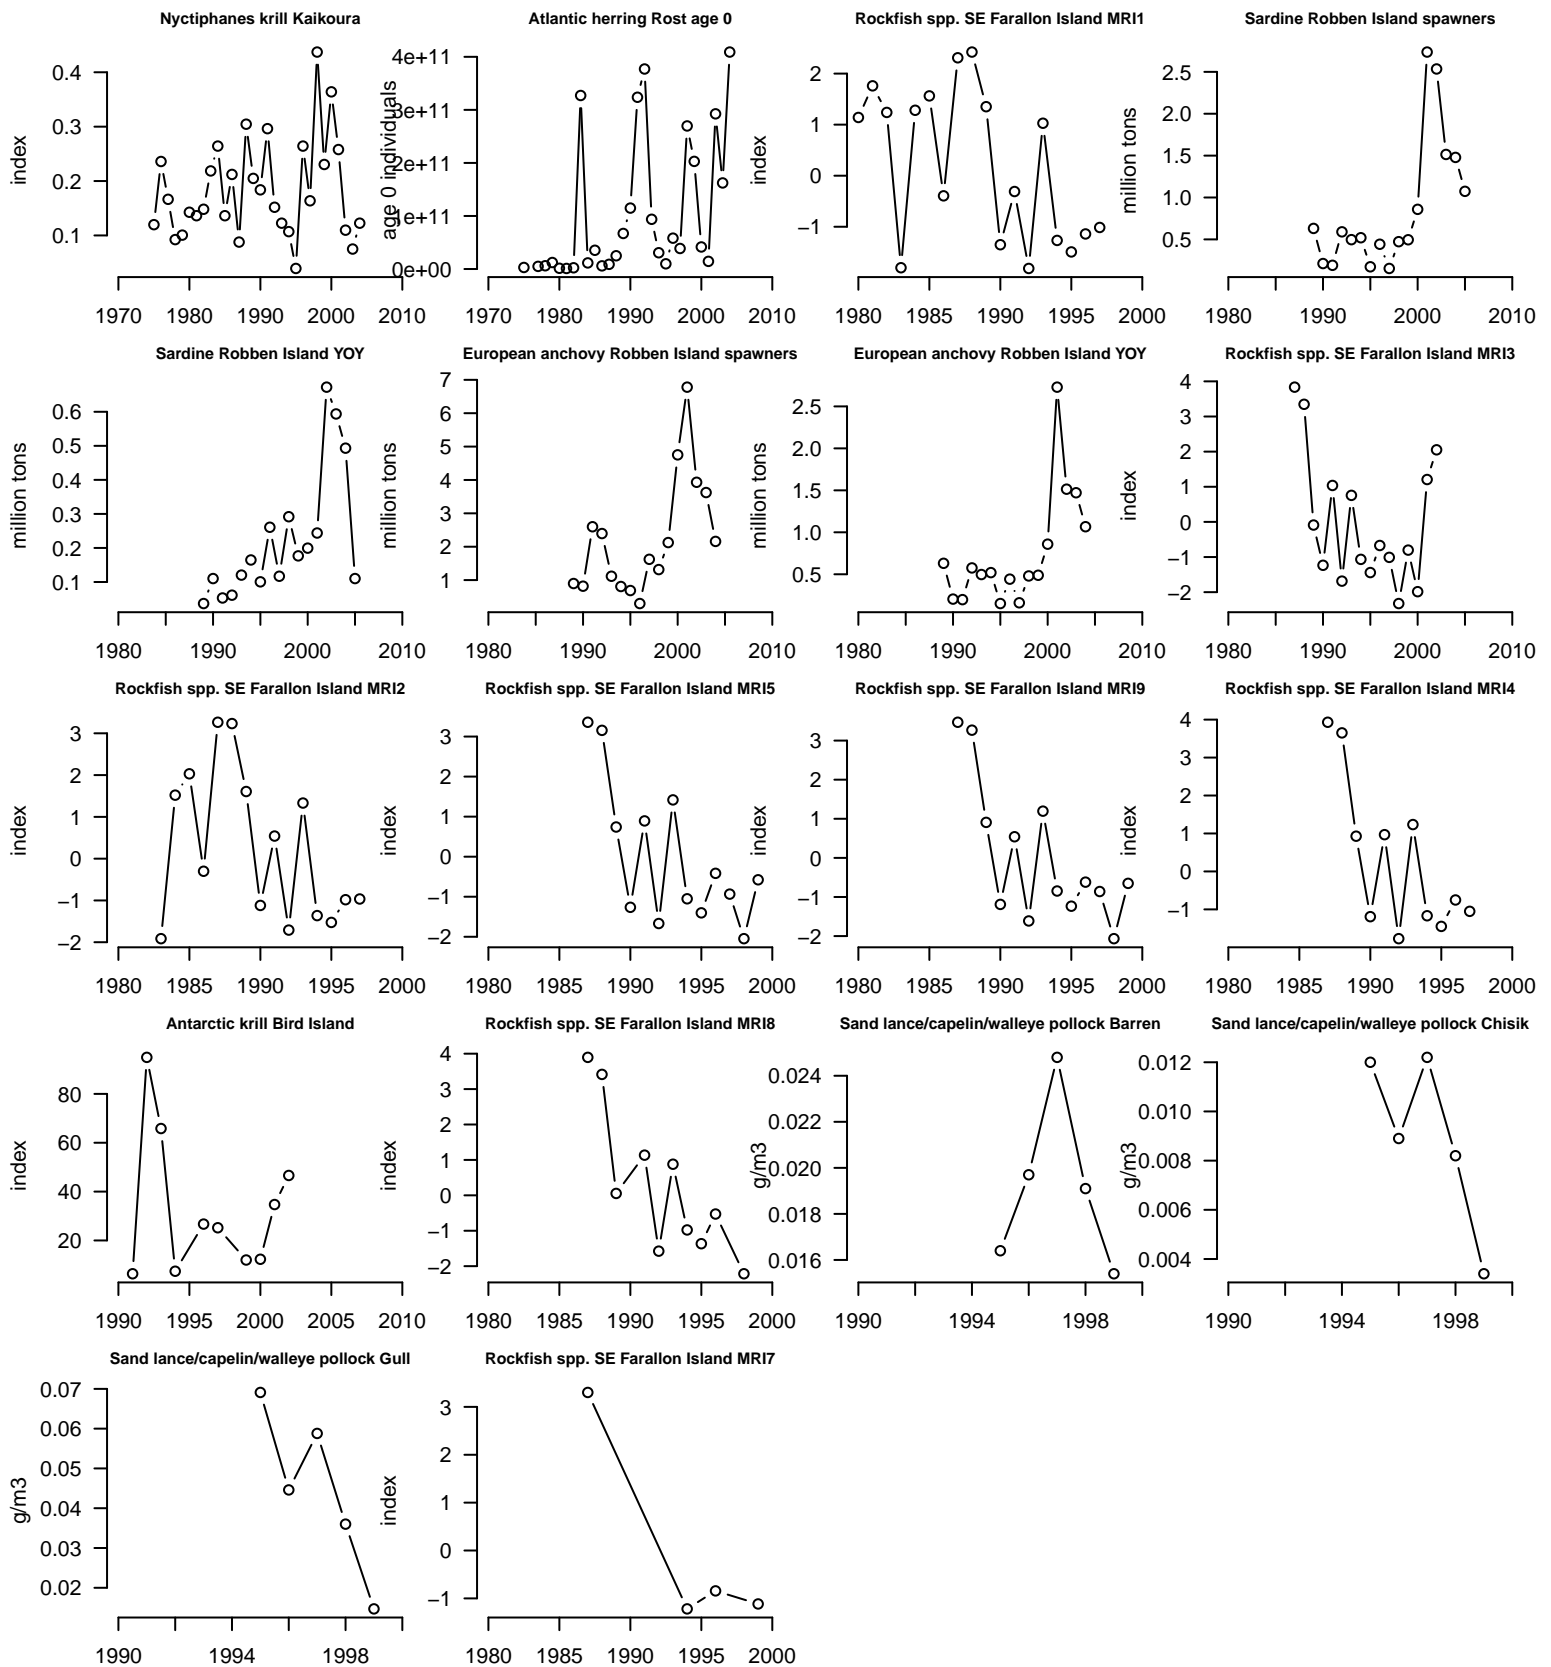 Nyctiphanes krill Kaikoura
index
0.4
0.3
0.2
0.1
1970 1980 1990 2000 2010
Atlantic herring Rost age 0
age 0 individuals
4e+11
3e+11
2e+11
1e+11
0e+00
1970 1980 1990 2000 2010
Rockfish spp. SE Farallon Island MRI1
index
2
1
0
−1
1980 1985 1990 1995 2000
Sardine Robben Island spawners
million tons
2.5
2.0
1.5
1.0
0.5
1980 1990 2000 2010
Sardine Robben Island YOY
million tons
0.6
0.5
0.4
0.3
0.2
0.1
1980 1990 2000 2010
European anchovy Robben Island spawners
million tons
7
6
5
4
3
2
1
1980 1990 2000 2010
European anchovy Robben Island YOY
million tons
2.5
2.0
1.5
1.0
0.5
1980 1990 2000 2010
Rockfish spp. SE Farallon Island MRI3
index
4
3
2
1
0
−1
−2
1980 1990 2000 2010
Rockfish spp. SE Farallon Island MRI2
index
3
2
1
0
−1
−2
1980 1985 1990 1995 2000
Rockfish spp. SE Farallon Island MRI5
index
3
2
1
0
−1
−2
1980 1985 1990 1995 2000
Rockfish spp. SE Farallon Island MRI9
index
3
2
1
0
−1
−2
1980 1985 1990 1995 2000
Rockfish spp. SE Farallon Island MRI4
index
4
3
2
1
0
−1
1980 1985 1990 1995 2000
Antarctic krill Bird Island
index
80
60
40
20
1990 1995 2000 2005 2010
Rockfish spp. SE Farallon Island MRI8
index
4
3
2
1
0
−1
−2
1980 1985 1990 1995 2000
Sand lance/capelin/walleye pollock Barren
g/m3
0.024
0.022
0.020
0.018
0.016
1990 1994 1998
Sand lance/capelin/walleye pollock Chisik
g/m3
0.012
0.010
0.008
0.006
0.004
1990 1994 1998
Sand lance/capelin/walleye pollock Gull
g/m3
0.07
0.06
0.05
0.04
0.03
0.02
1990 1994 1998
Rockfish spp. SE Farallon Island MRI7
index
3
2
1
0
−1
1980 1985 1990 1995 2000